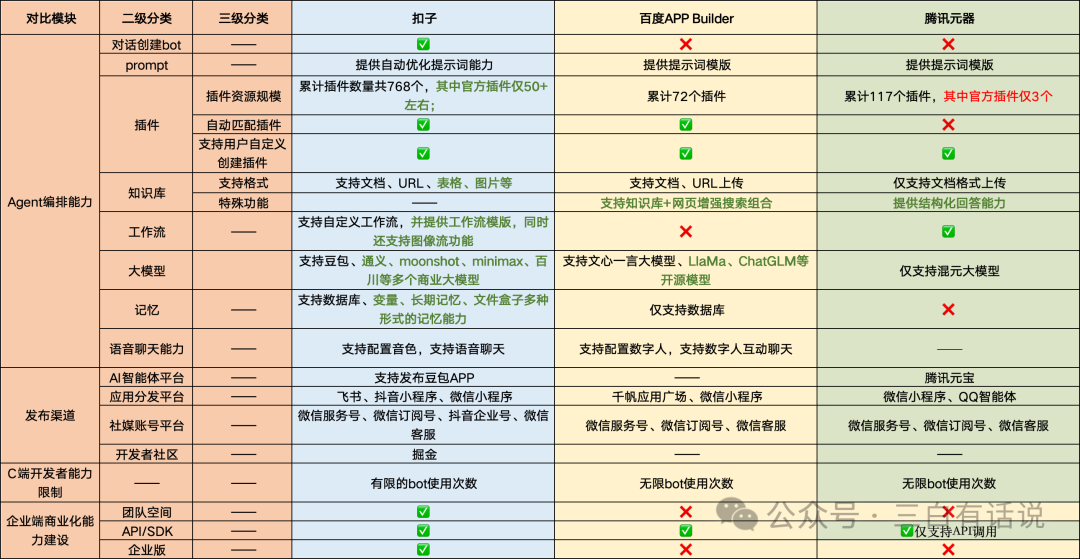 对比模块 二级分类 三级分类 扣子 百度APP Builder 腾讯元器
Agent编排能力
对话创建bot —— ✅ ❌ ❌
prompt —— 提供自动优化提示词能力 提供提示词模版 提供提示词模版
插件
插件资源规模
累计插件数量共768个，其中官方插件仅50+
左右；
累计72个插件
累计117个插件，其中官方插件仅3个
自动匹配插件 ✅ ✅ ❌
支持用户自定义
创建插件
✅ ✅ ✅
知识库
支持格式 支持文档、URL、表格、图片等 支持文档、URL上传 仅支持文档格式上传
特殊功能 —— 支持知识库+网页增强搜索组合 提供结构化回答能力
工作流 ——
支持自定义工作流，并提供工作流模版，同时
还支持图像流功能
❌ ✅
大模型 ——
支持豆包、通义、moonshot、minimax、百
川等多个商业大模型
支持文心一言大模型、LlaMa、ChatGLM等
开源模型
仅支持混元大模型
记忆 ——
支持数据库、变量、长期记忆、文件盒子多种
形式的记忆能力
仅支持数据库 ❌
语音聊天能力 —— 支持配置音色，支持语音聊天 支持配置数字人，支持数字人互动聊天 ——
发布渠道
AI智能体平台 —— 支持发布豆包APP —— 腾讯元宝
应用分发平台 —— 飞书、抖音小程序、微信小程序 千帆应用广场、微信小程序 微信小程序、QQ智能体
社媒账号平台 ——
微信服务号、微信订阅号、抖音企业号、微信
客服
微信服务号、微信订阅号、微信客服 微信服务号、微信订阅号、微信客服
开发者社区 —— 掘金 —— ——
C端开发者能力
限制
—— —— 有限的bot使用次数 无限bot使用次数 无限bot使用次数
企业端商业化能
力建设
团队空间 —— ✅ ❌ ❌
API/SDK —— ✅ ✅ ✅仅支持API调用
企业版 —— ✅ ❌ ❌
公众号·三白有话说